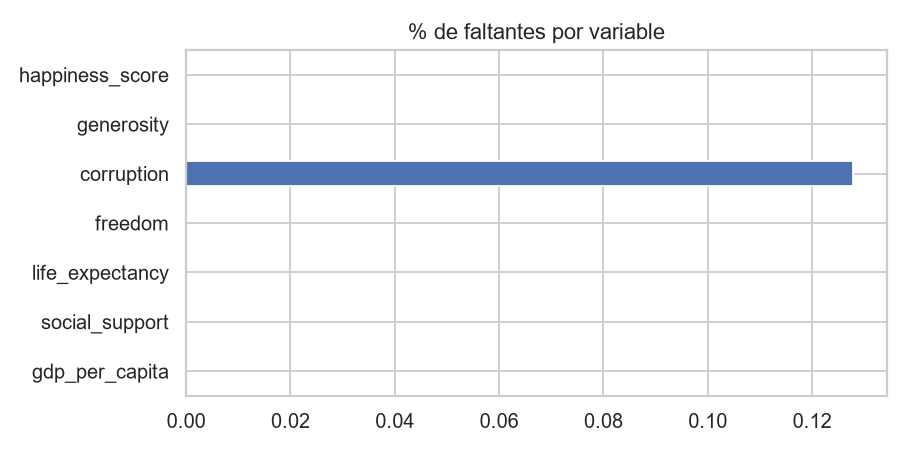 % de faltantes por variable
happiness_score
generosity
corruption
freedom
life_expectancy
social_support
gdp_per_capita
0.00 0.02 0.04 0.06 0.08 0.10 0.12